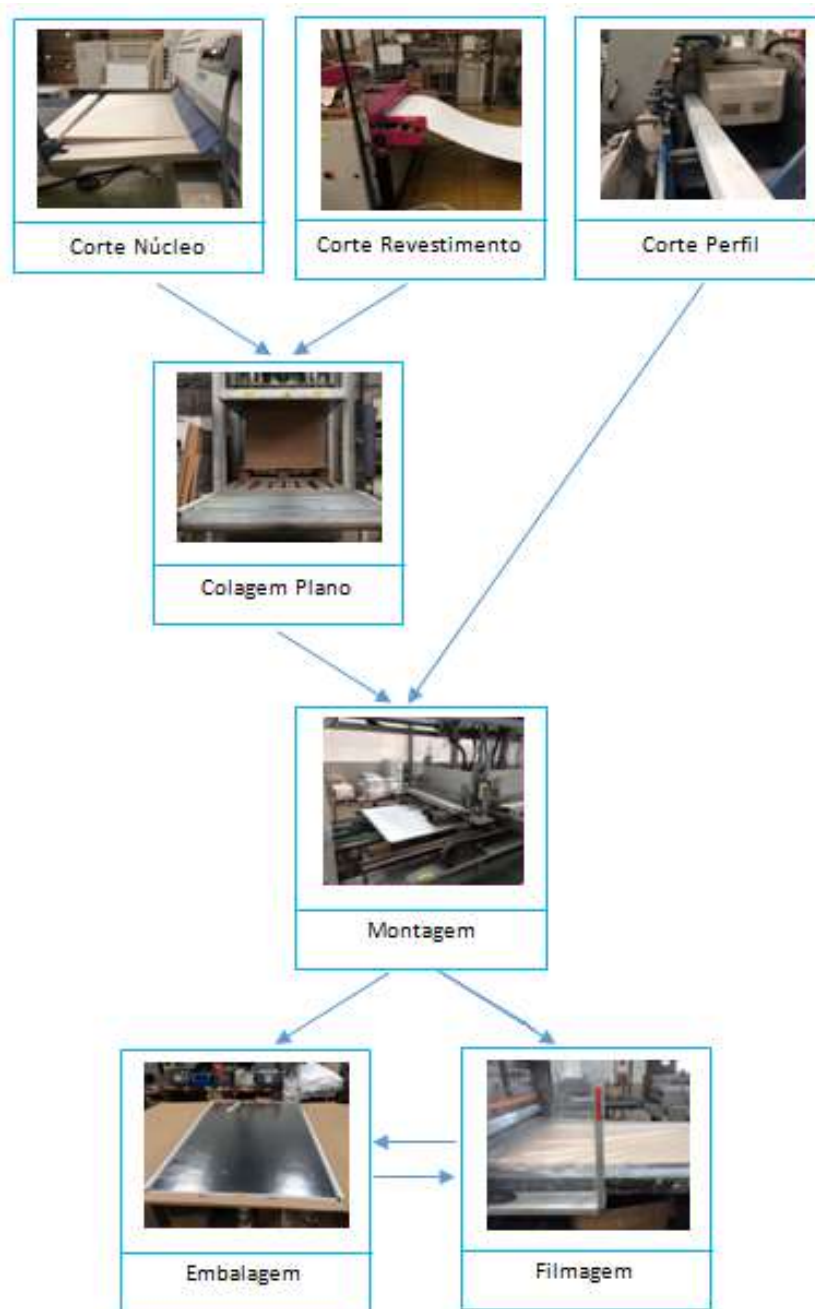 Corte Núcleo
Corte Revestimento
Corte Perfil
Colagem Plano
Montagem
Embalagem
Filmagem